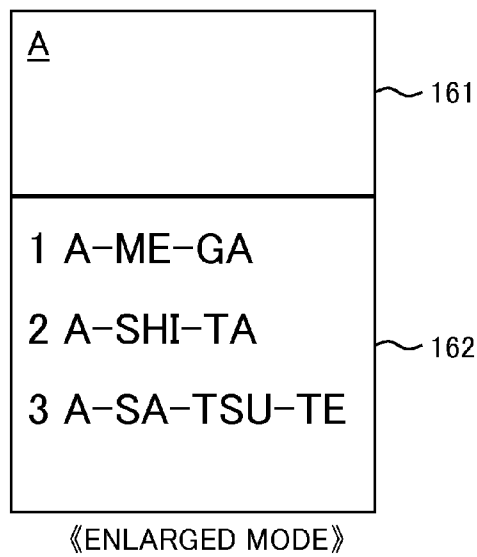 A
161
1 A-ME-GA
2 A-SHI-TA
162
3 A-SA-TSU-TE
《ENLARGED MODE》